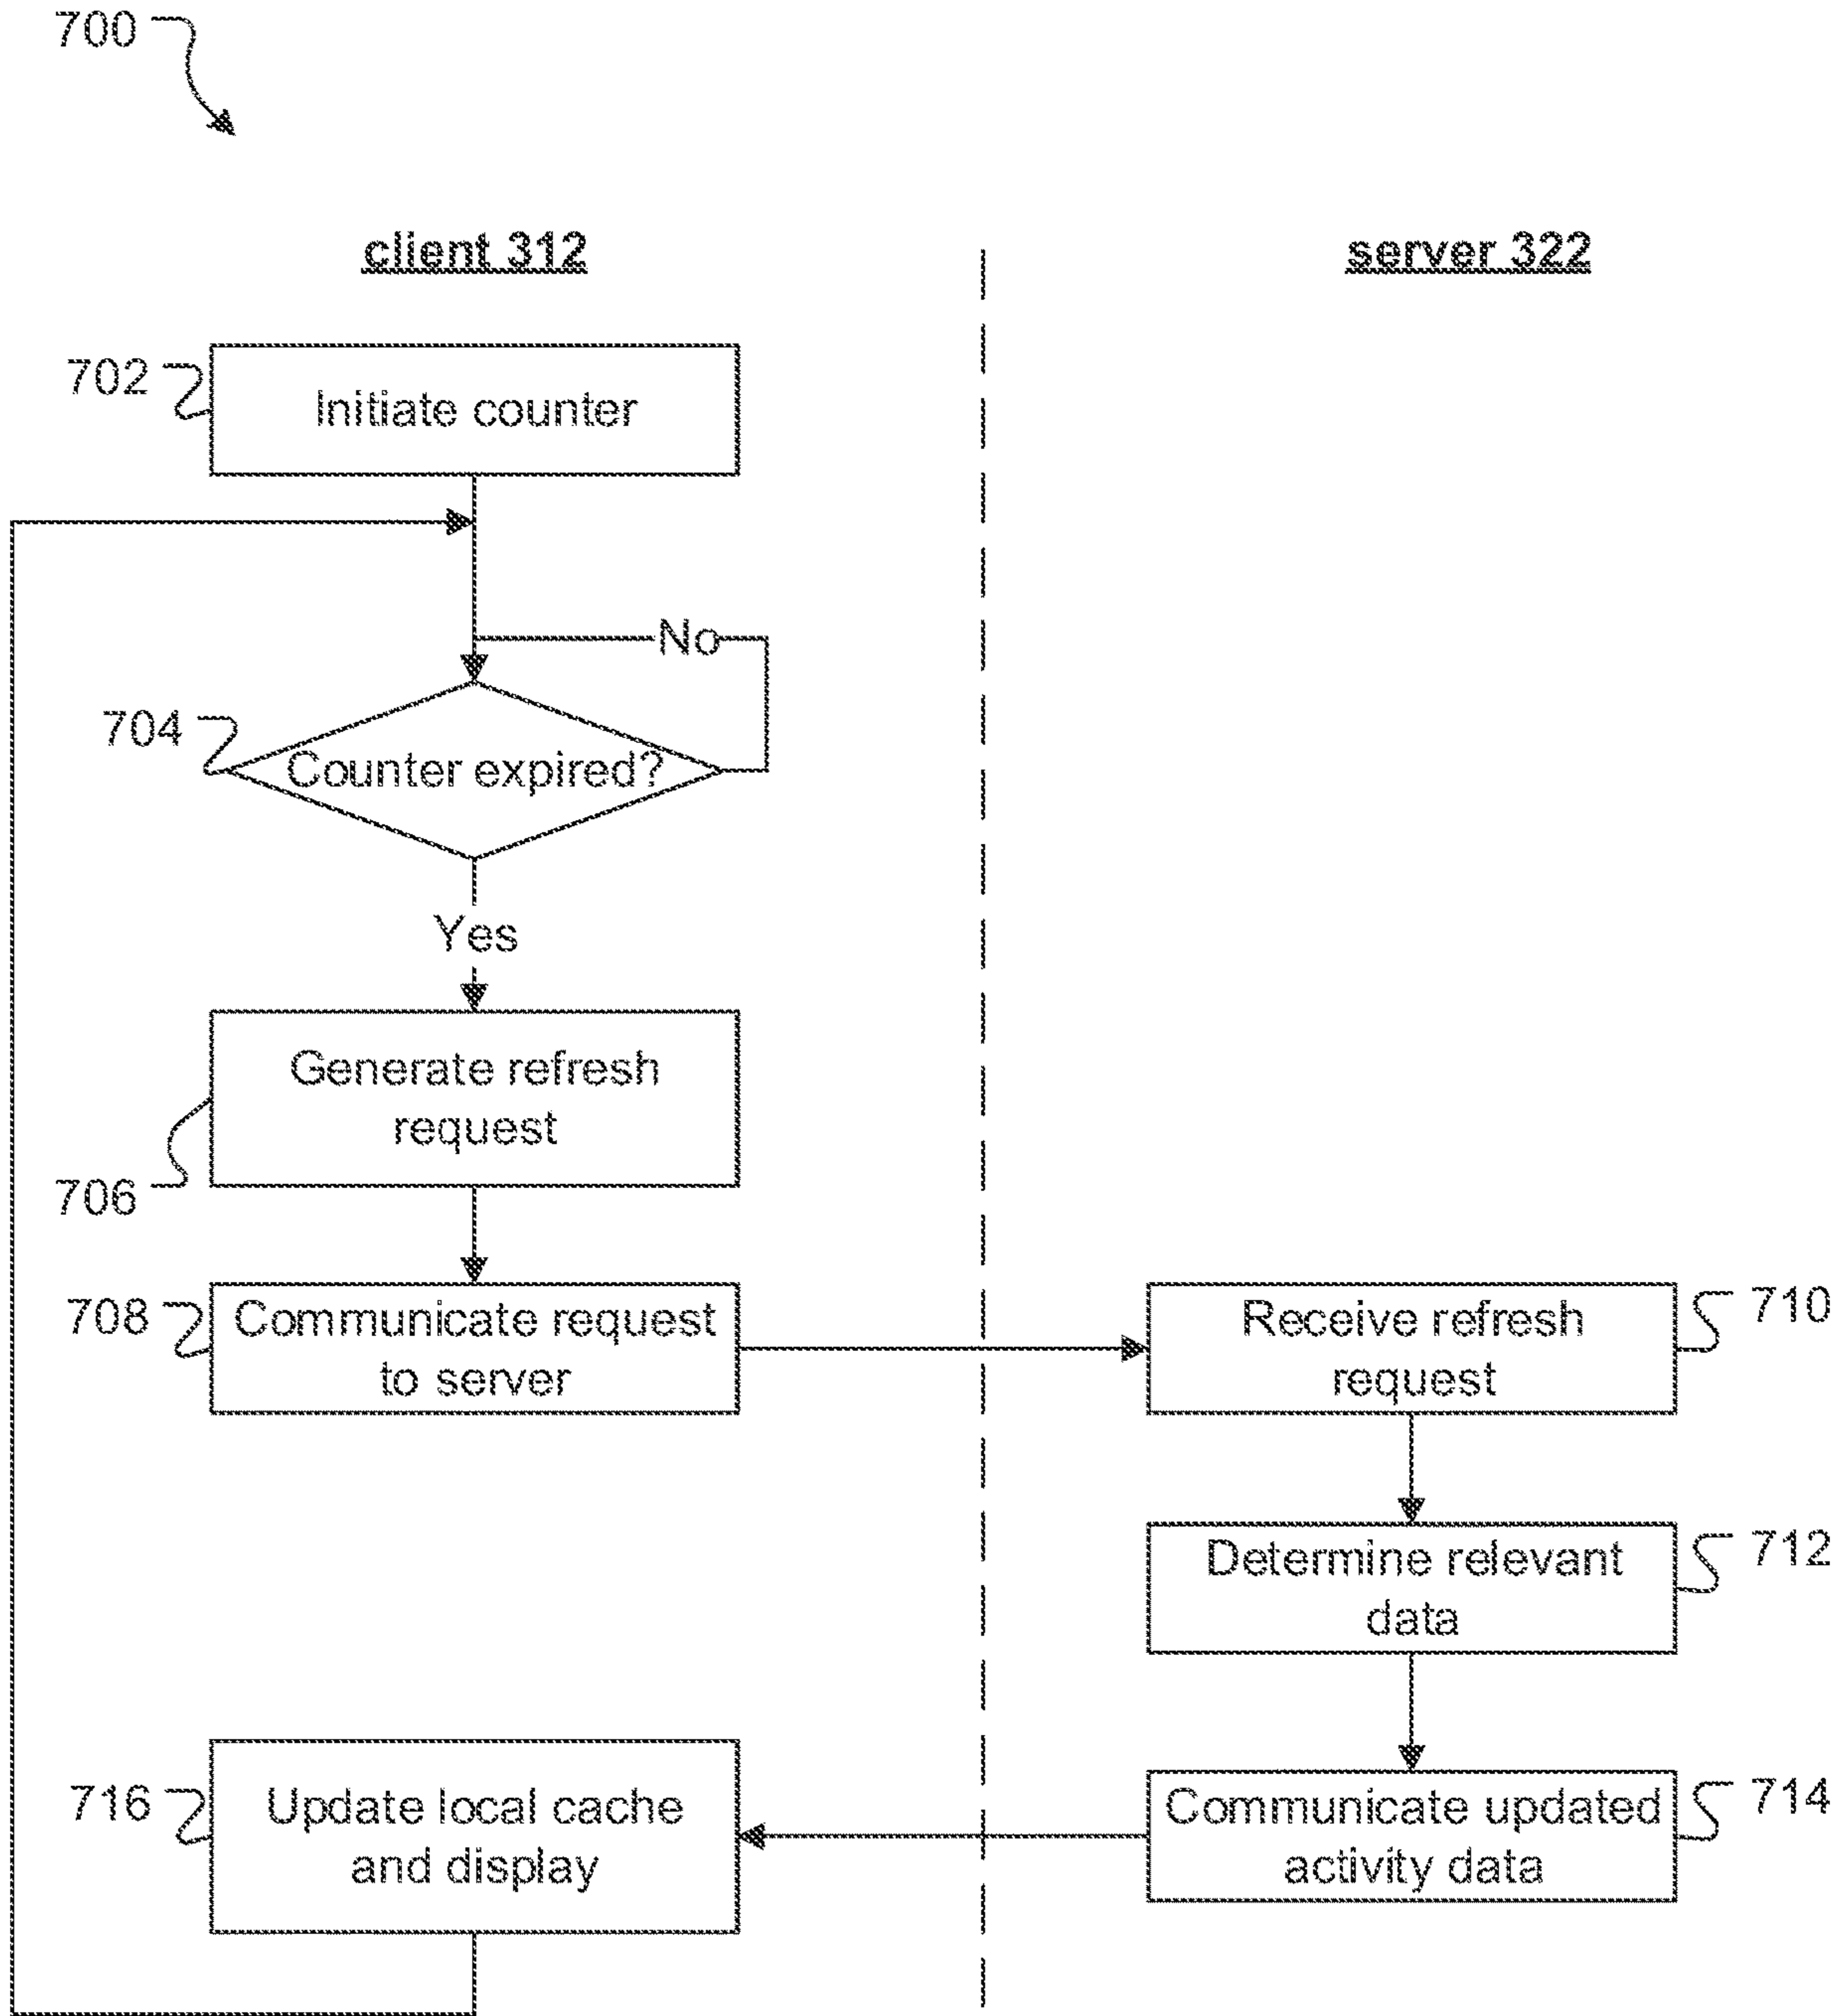 700
client 312
server 322
702
Initiate counter
No
704
Counter expired?
Yes
Generate refresh
request
706
708
Communicate request
to server
Receive refresh
request
710
Determine relevant
data
712
716
Update local cache
and display
Communicate updated
activity data
714